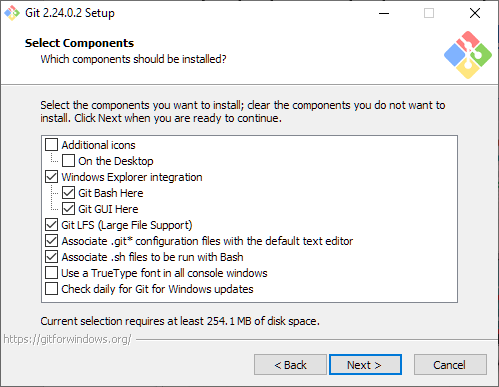 Git 2.24.0.2 Setup
Select Components
Which components should be installed?
Select the components you want to install; clear the components you do not want to
install. Click Next when you are ready to continue.
Additional icons
On the Desktop
Windows Explorer integration
Git Bash Here
Git GUI Here
Git LFS (Large File Support)
Associate .git* configuration files with the default text editor
Associate .sh files to be run with Bash
Use a TrueType font in all console windows
Check daily for Git for Windows updates
Current selection requires at least 254.1 MB of disk space.
https://gitforwindows.org/
< Back
Next >
Cancel